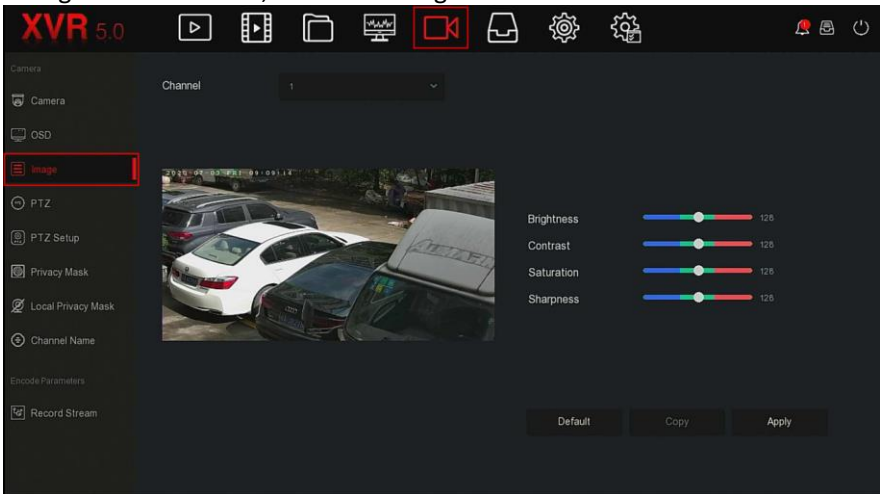 XVR 5.0
Camera
Channel
1
Camera
OSD
Image
PTZ
PTZ Setup
Privacy Mask
Local Privacy Mask
Channel Name
Encode Parameters
Record Stream
Brightness
128
Contrast
128
Saturation
128
Sharpness
128
Default
Copy
Apply